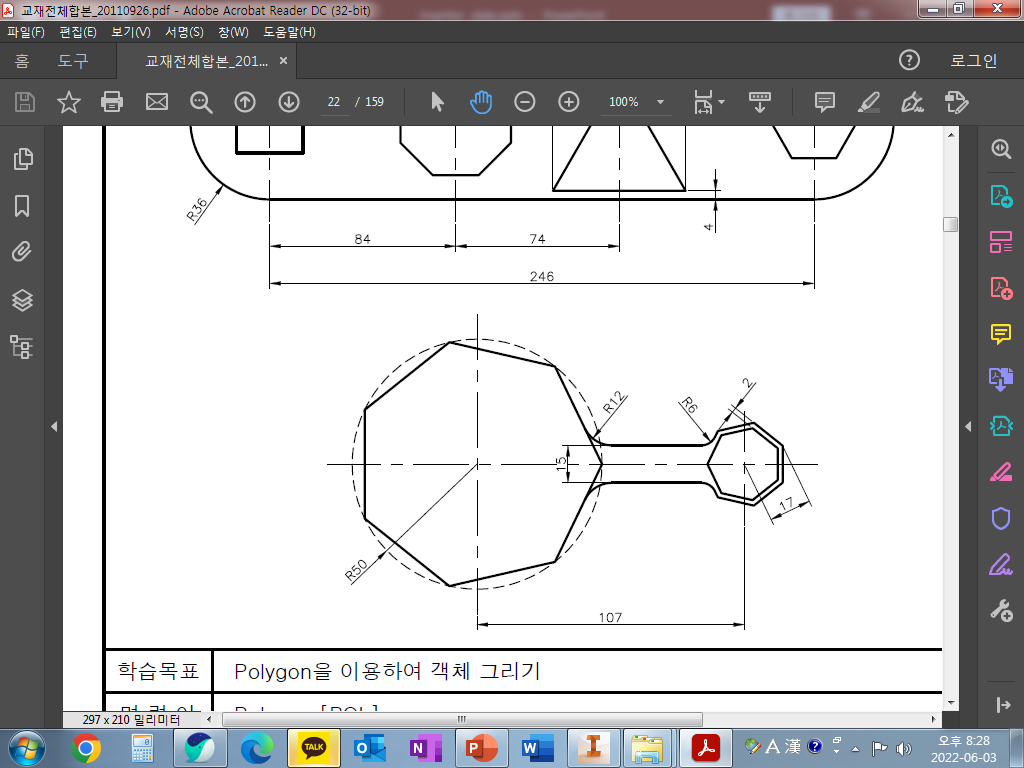 교재전체합본_20110926.pdf - Adobe Acrobat Reader DC (32-bit)
파일(F) 편집(E) 보기(V) 서명(S) 창(W) 도움말(H)
홈 도구 교재전체합본_201... × ? 로그인
22 / 159 100%
R36
4
84 74
246
R12 R6 2
15
17
R50
107
학습목표 Polygon을 이용하여 객체 그리기
297 x 210 밀리미터
TALK
A 漢 ?
오후 8:28
2022-06-03